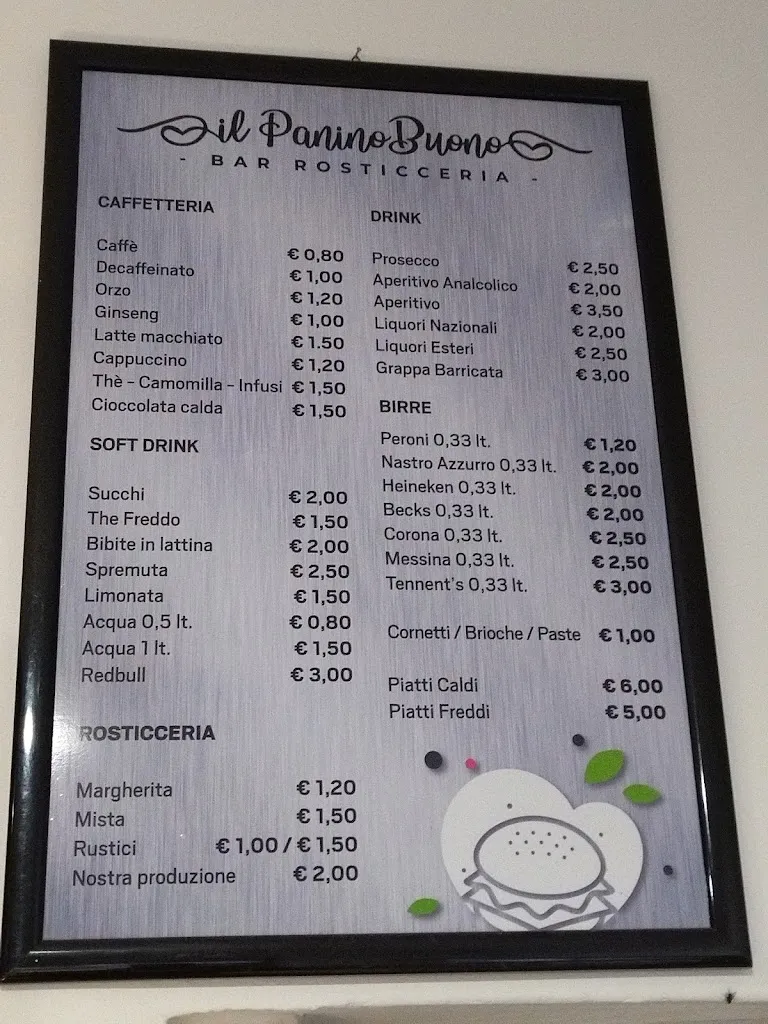 il Panino Buono
- BAR ROSTICCERIA -
CAFFETTERIA
Caffè € 0,80
Decaffeinato € 1,00
Orzo € 1,20
Ginseng € 1,00
Latte macchiato € 1.50
Cappuccino € 1,20
Thè - Camomilla - Infusi € 1,50
Cioccolata calda € 1,50
SOFT DRINK
Succhi € 2,00
The Freddo € 1,50
Bibite in lattina € 2,00
Spremuta € 2,50
Limonata € 1,50
Acqua 0,5 lt. € 0,80
Acqua 1 lt. € 1,50
Redbull € 3,00
ROSTICCERIA
Margherita € 1,20
Mista € 1,50
Rustici € 1,00 / € 1,50
Nostra produzione € 2,00
DRINK
Prosecco € 2,50
Aperitivo Analcolico € 2,00
Aperitivo € 3,50
Liquori Nazionali € 2,00
Liquori Esteri € 2,50
Grappa Barricata € 3,00
BIRRE
Peroni 0,33 lt. € 1,20
Nastro Azzurro 0,33 lt. € 2,00
Heineken 0,33 lt. € 2,00
Becks 0,33 lt. € 2,00
Corona 0,33 lt. € 2,50
Messina 0,33 lt. € 2,50
Tennent's 0,33 lt. € 3,00
Cornetti / Brioche / Paste € 1,00
Piatti Caldi € 6,00
Piatti Freddi € 5,00